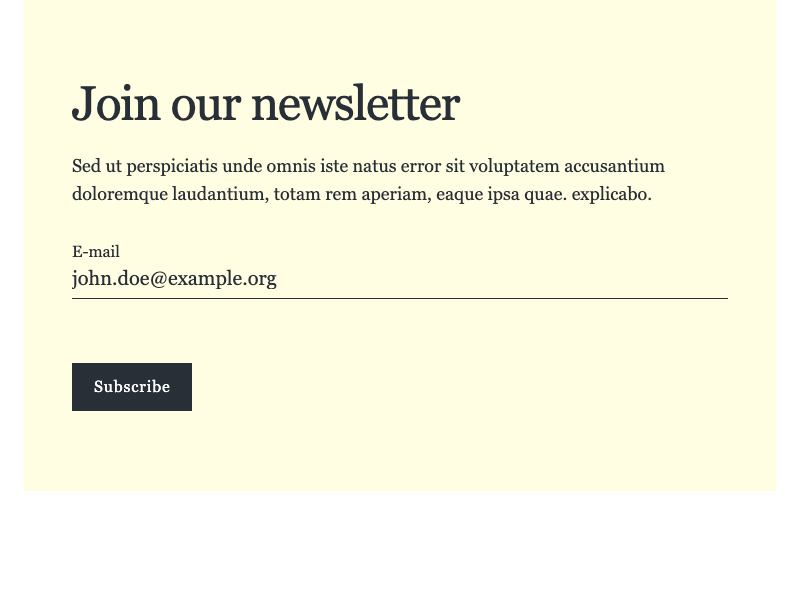 Join our newsletter
Sed ut perspiciatis unde omnis iste natus error sit voluptatem accusantium
doloremque laudantium, totam rem aperiam, eaque ipsa quae. explicabo.
E-mail
john.doe@example.org
Subscribe